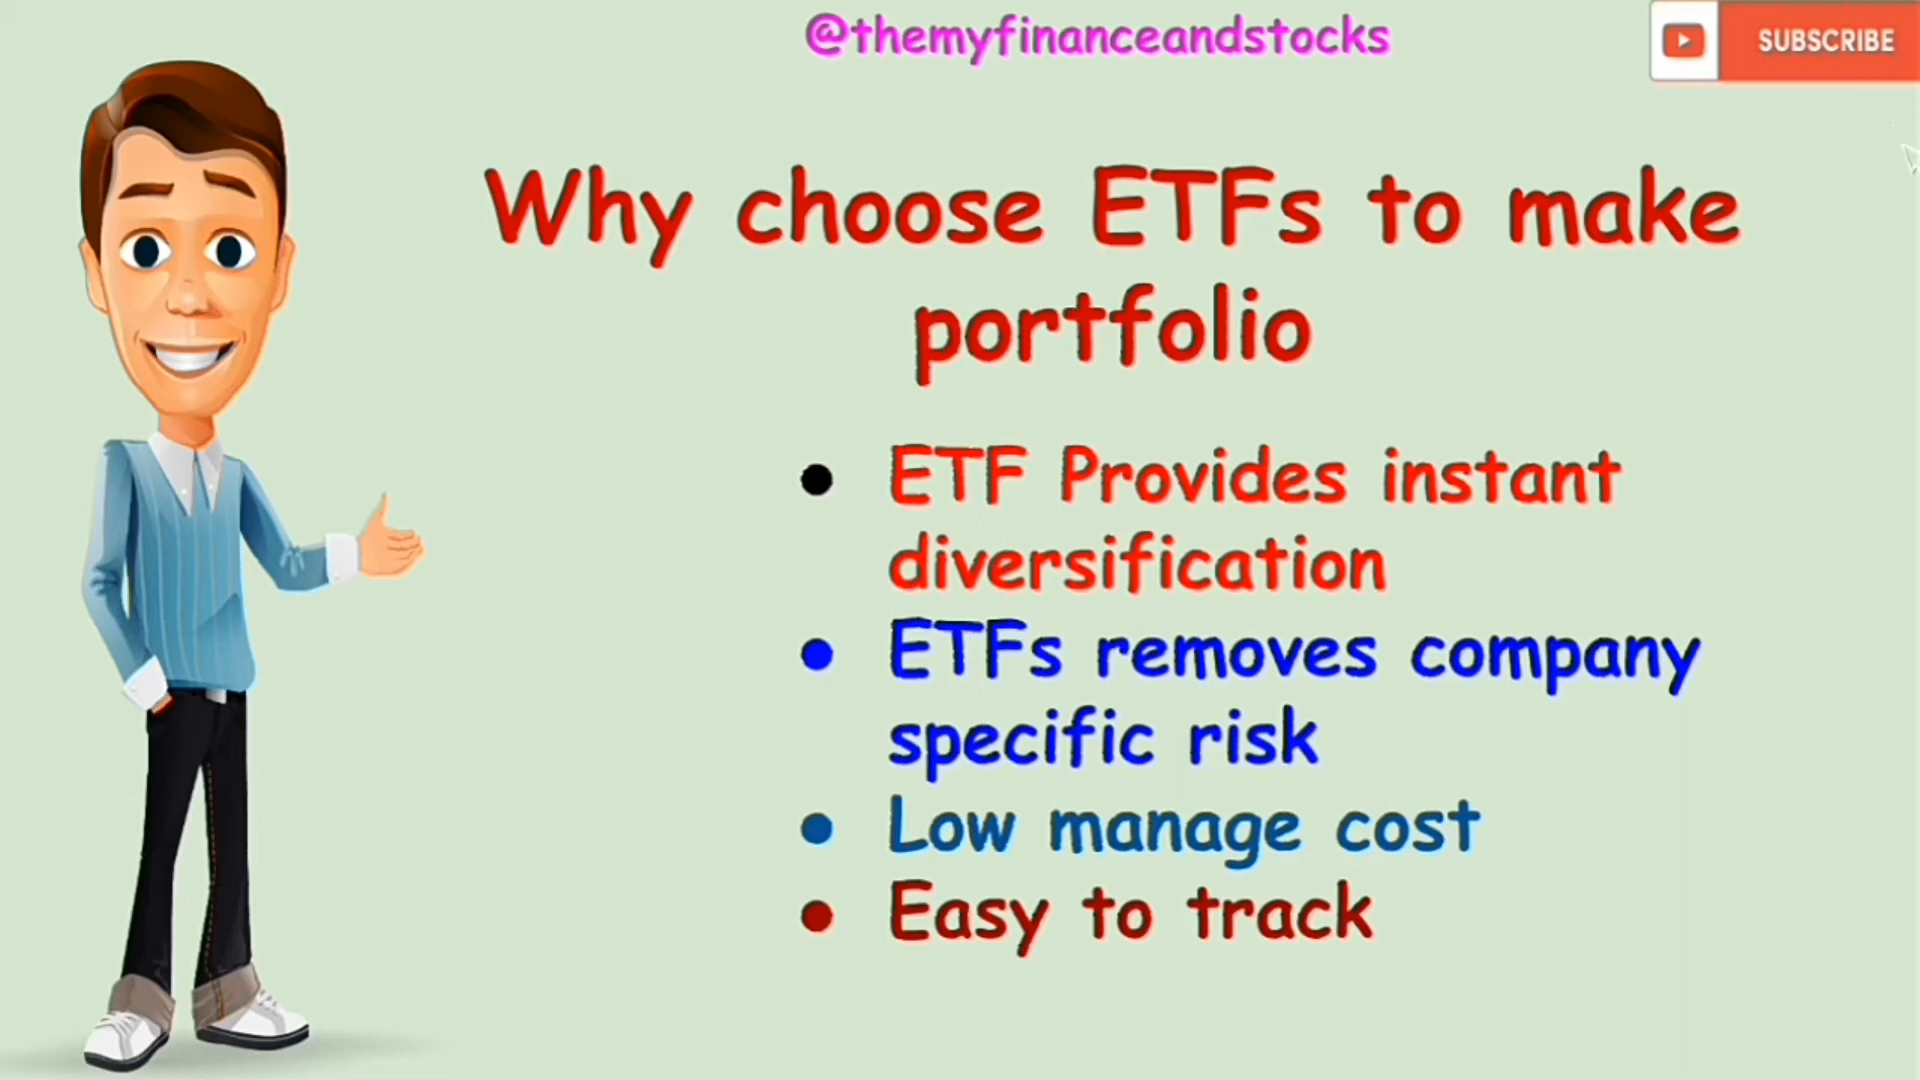 @themyfinanceandstocks
SUBSCRIBE
Why choose ETFs to make
portfolio
• ETF Provides instant
diversification
• ETFs removes company
specific risk
• Low manage cost
• Easy to track